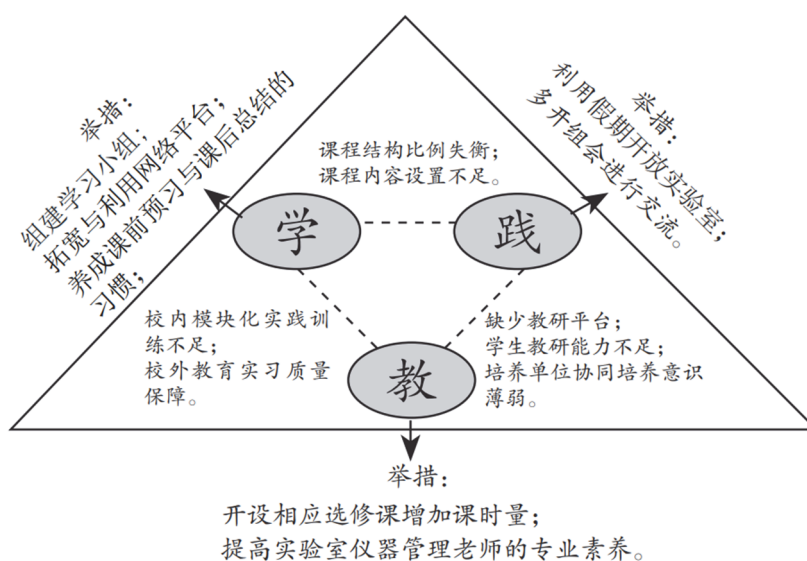 举措：
组建学习小组；
拓宽与利用网络平台；
养成课前预习与课后总结的
习惯；
举措：
利用假期开放实验室；
多开组会进行交流。
课程结构比例失衡；
课程内容设置不足。
学
践
校内模块化实践训
练不足；
校外教育实习质量
保障。
缺少教研平台；
学生教研能力不足；
培养单位协同培养意识
薄弱。
教
举措：
开设相应选修课增加课时量；
提高实验室仪器管理老师的专业素养。